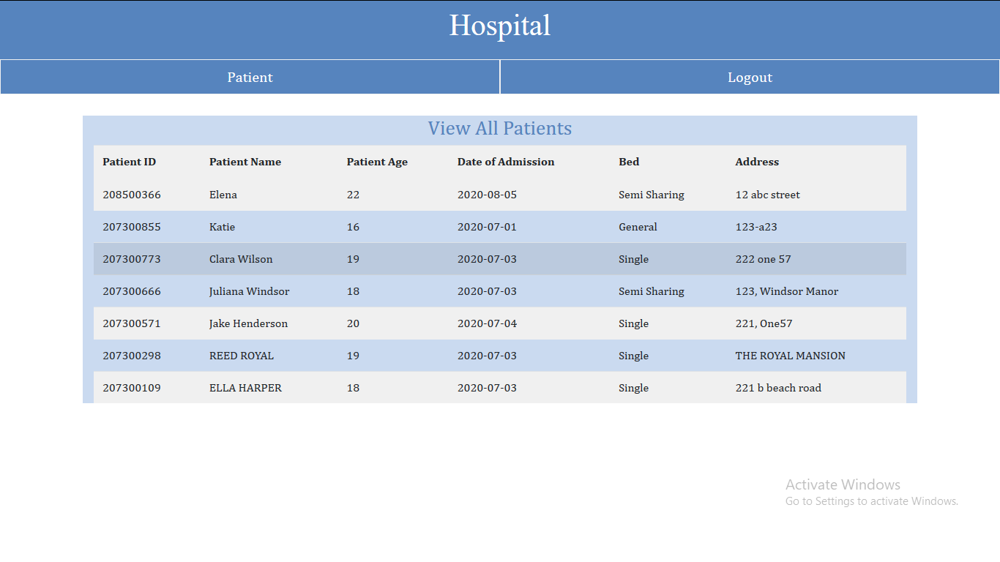 Hospital
Patient Logout
View All Patients
Patient ID Patient Name Patient Age Date of Admission Bed Address
208500366 Elena 22 2020-08-05 Semi Sharing 12 abc street
207300855 Katie 16 2020-07-01 General 123-a23
207300773 Clara Wilson 19 2020-07-03 Single 222 one 57
207300666 Juliana Windsor 18 2020-07-03 Semi Sharing 123, Windsor Manor
207300571 Jake Henderson 20 2020-07-04 Single 221, One57
207300298 REED ROYAL 19 2020-07-03 Single THE ROYAL MANSION
207300109 ELLA HARPER 18 2020-07-03 Single 221 b beach road
Activate Windows
Go to Settings to activate Windows.